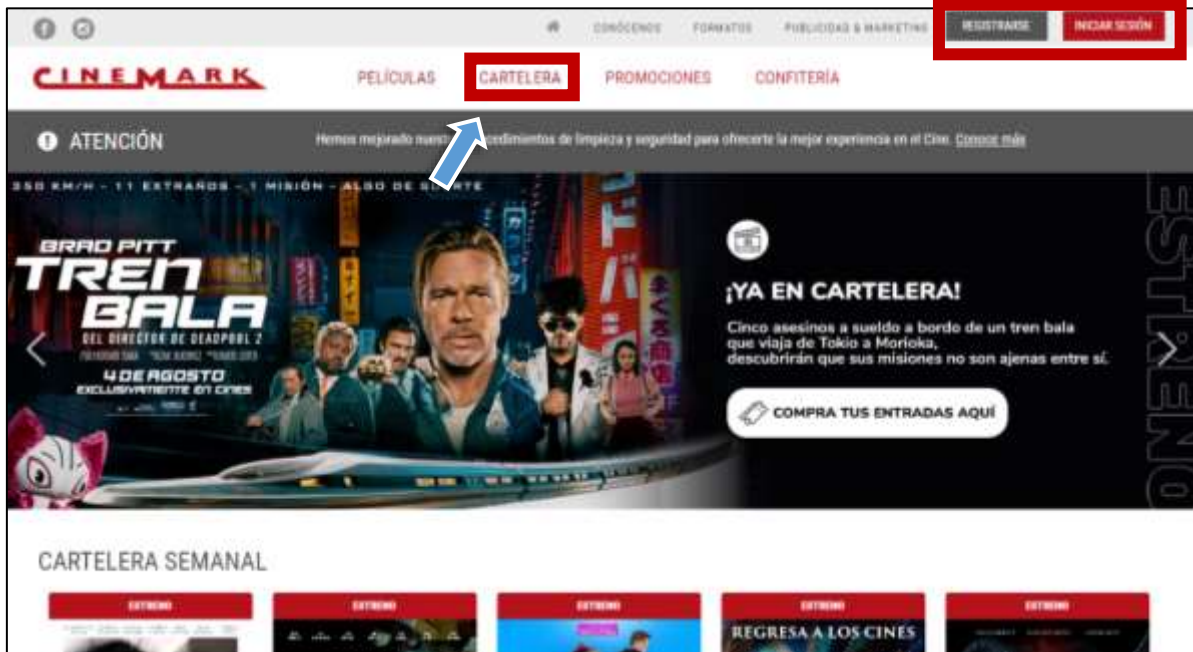 CONÓCENOS FORMATOS PUBLICIDAD & MARKETING REGISTRARSE INICIAR SESIÓN
CINEMARK PELÍCULAS CARTELERA PROMOCIONES CONFITERÍA
ATENCIÓN Hemos mejorado procedimientos de limpieza y seguridad para ofrecerte la mejor experiencia en el Cine. Conoce más
350 KM/H - 11 EXTRAÑOS - 1 MISIÓN - ALGO DE SUERTE
BRAD PITT
TREN
BALA
DEL DIRECTOR DE DEADPOOL 2
4 DE AGOSTO
EXCLUSIVAMENTE EN CINES
¡YA EN CARTELERA!
Cinco asesinos a sueldo a bordo de un tren bala
que viaja de Tokio a Morioka,
descubrirán que sus misiones no son ajenas entre sí.
COMPRA TUS ENTRADAS AQUÍ
ESTRENO
CARTELERA SEMANAL
ESTRENO ESTRENO ESTRENO ESTRENO ESTRENO
REGRESA A LOS CINES